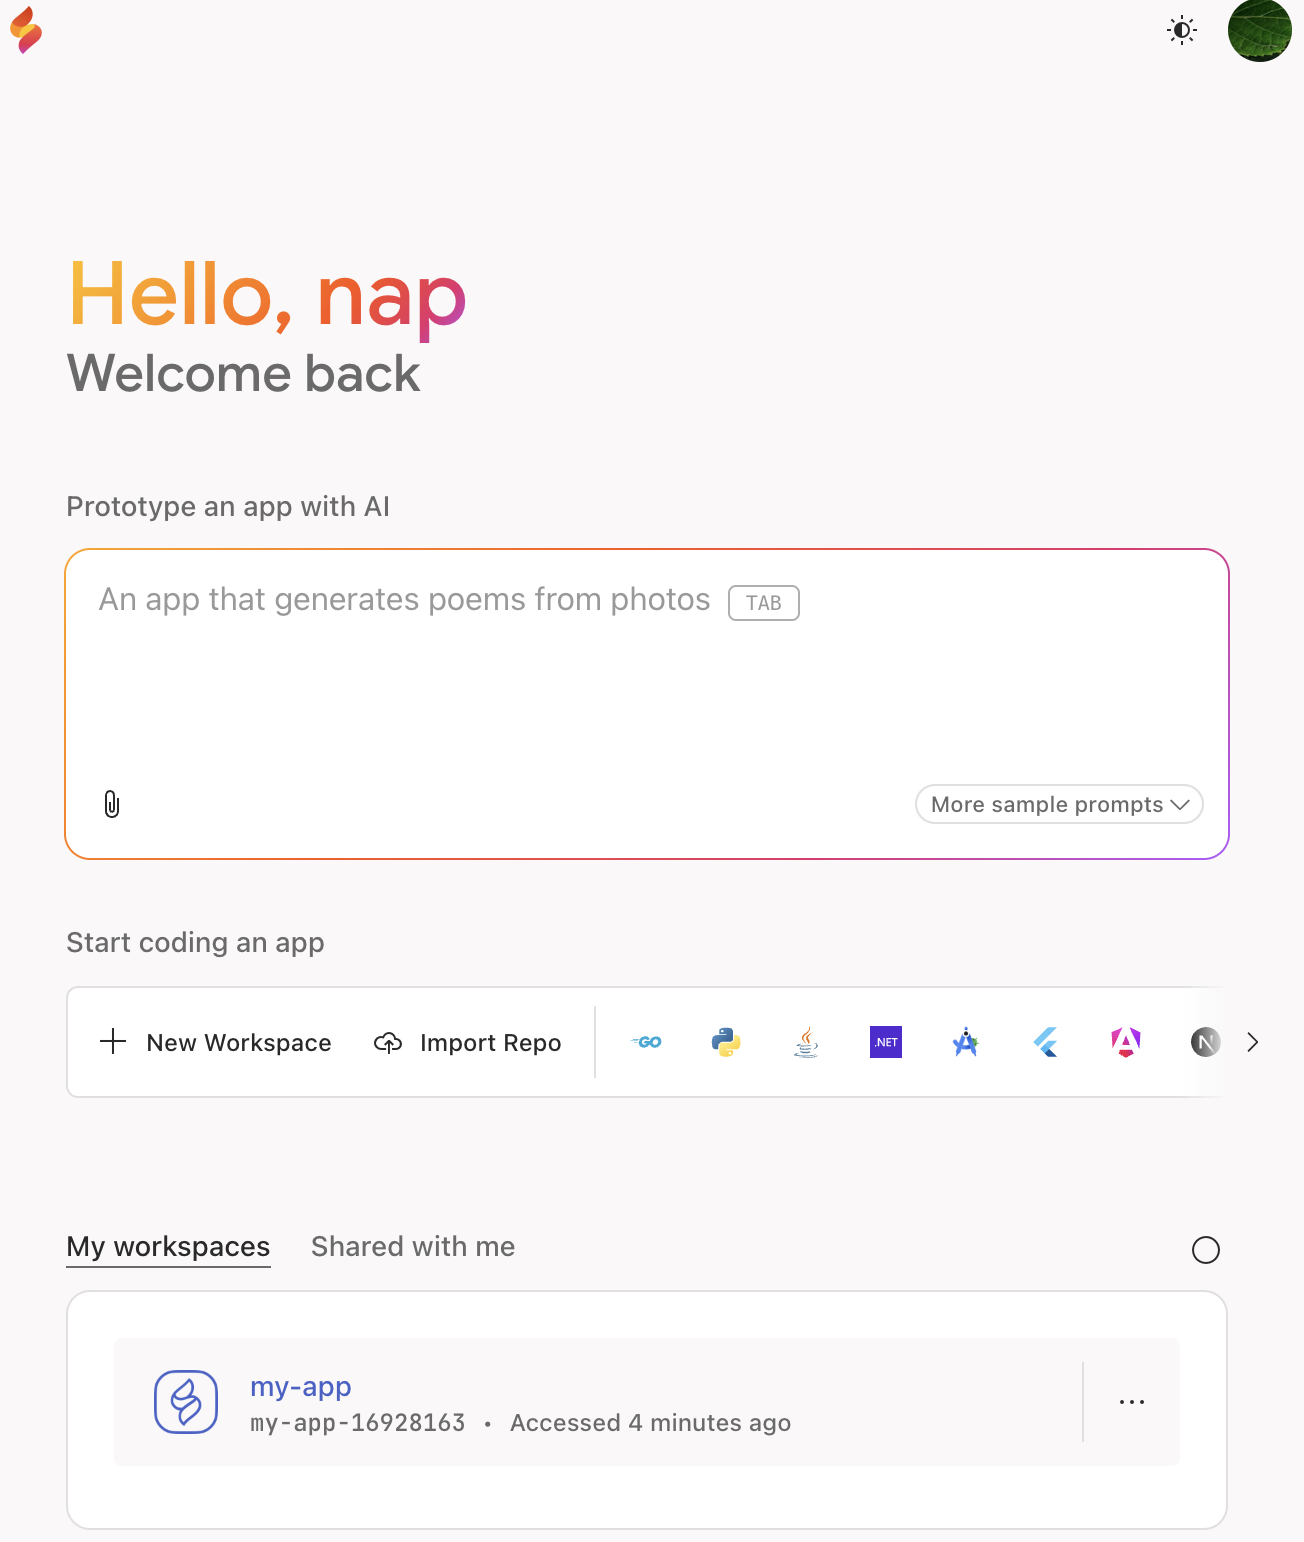 Hello, nap
Welcome back
Prototype an app with AI
An app that generates poems from photos TAB
More sample prompts
Start coding an app
New Workspace Import Repo GO .NET N
My workspaces Shared with me
my-app
my-app-16928163 • Accessed 4 minutes ago